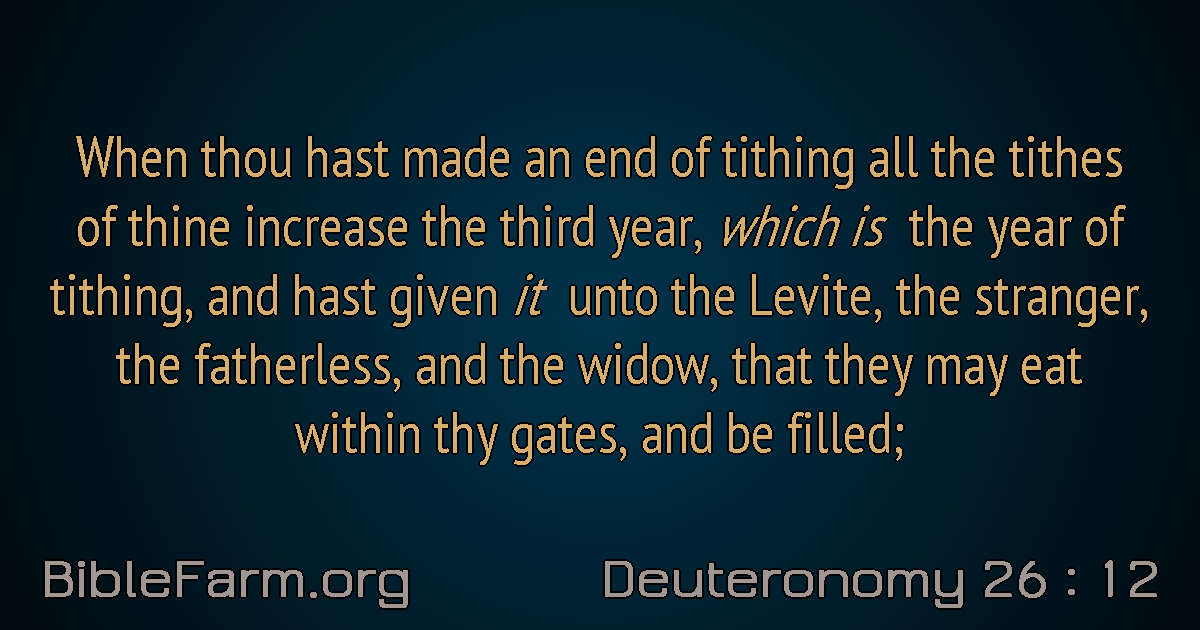 When thou hast made an end of tithing all the tithes
of thine increase the third year, which is the year of
tithing, and hast given it unto the Levite, the stranger,
the fatherless, and the widow, that they may eat
within thy gates, and be filled;
BibleFarm.org
Deuteronomy 26 : 12